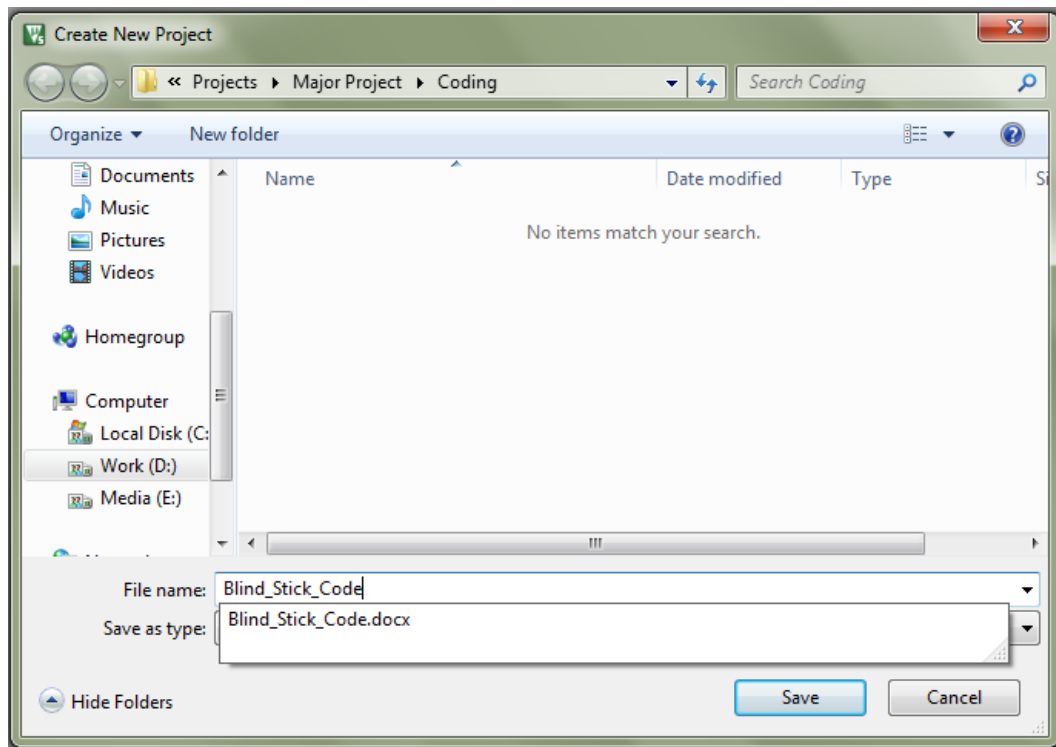 Create New Project
« Projects Major Project Coding
Search Coding
Organize New folder
Name Date modified Type Si
No items match your search.
Documents
Music
Pictures
Videos
Homegroup
Computer
Local Disk (C:
Work (D:)
Media (E:)
File name: Blind_Stick_Code
Save as type: Blind_Stick_Code.docx
Hide Folders
Save Cancel